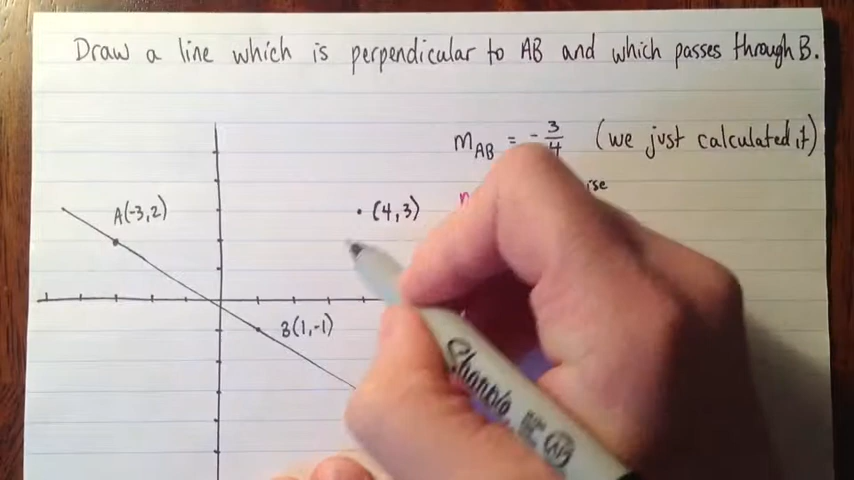 Draw a line which is perpendicular to AB and which passes through B.
m_AB = -3/4 (we just calculated it)
A(-3,2)
(4,3)
B(1,-1)
Sharpie